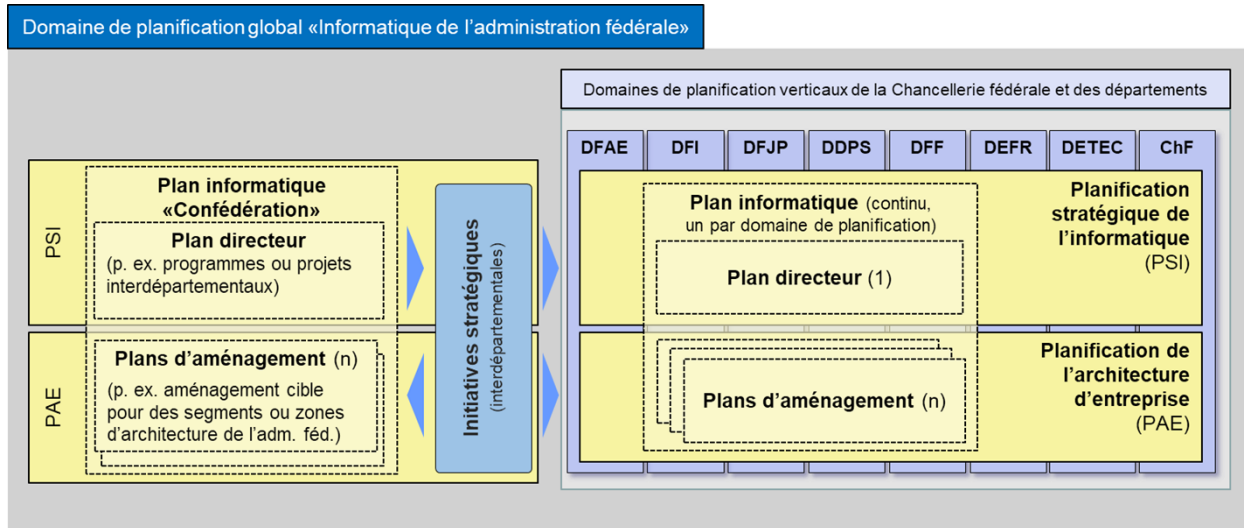 Domaine de planification global «Informatique de l’administration fédérale»
Domaines de planification verticaux de la Chancellerie fédérale et des départements
DFAE DFI DFJP DDPS DFF DEFR DETEC ChF
PSI
Plan informatique
«Confédération»
Plan directeur
(p. ex. programmes ou projets
interdépartementaux)
PAE
Plans d’aménagement (n)
(p. ex. aménagement cible
pour des segments ou zones
d’architecture de l’adm. féd.)
Initiatives stratégiques
(interdépartementales)
Plan informatique (continu,
un par domaine de planification)
Plan directeur (1)
Planification
stratégique de
l’informatique
(PSI)
Plans d’aménagement (n)
Planification de
l’architecture
d’entreprise
(PAE)